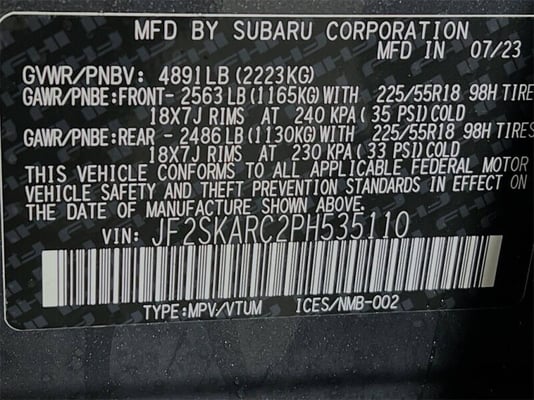 MFD BY SUBARU CORPORATION
MFD IN 07/23
GVWR/PNBV: 4891LB(2223KG)
GAWR/PNBE:FRONT-2563LB(1165KG)WITH 225/55R18 98H TIRE
18X7J RIMS AT 240 KPA(35 PSI)COLD
GAWR/PNBE:REAR-2486LB(1130KG)WITH 225/55R18 98H TIRES
18X7J RIMS AT 230 KPA(33 PSI)COLD
THIS VEHICLE CONFORMS TO ALL APPLICABLE FEDERAL MOTOR
VEHICLE SAFETY AND THEFT PREVENTION STANDARDS IN EFFECT ON
THE DATE OF MANUFACTURE SHOWN ABOVE.
VIN: JF2SKARC2PH535110
TYPE:MPV/VTUM ICES/NMB-002